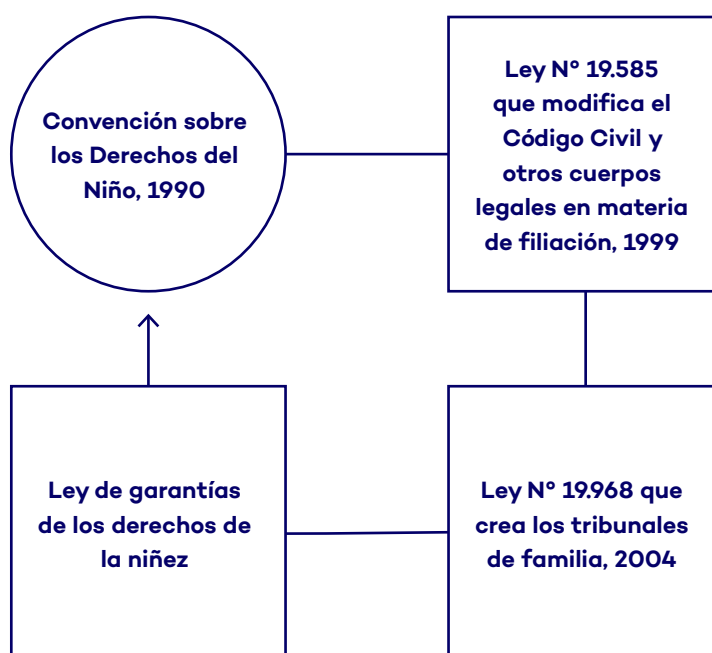 Convención sobre
los Derechos del
Niño, 1990
Ley N° 19.585
que modifica el
Código Civil y
otros cuerpos
legales en materia
de filiación, 1999
Ley de garantías
de los derechos de
la niñez
Ley N° 19.968 que
crea los tribunales
de familia, 2004